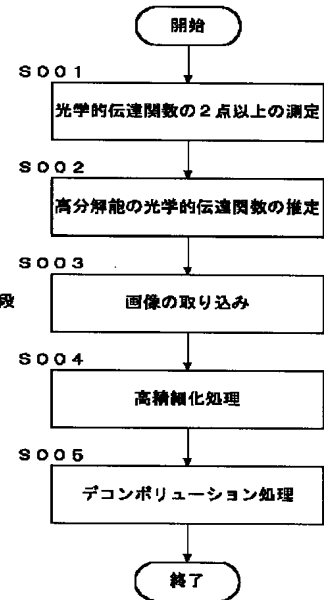 開始
S001
光学的伝達関数の2点以上の測定
S002
高分解能の光学的伝達関数の推定
S003
段
画像の取り込み
S004
高精細化処理
S005
デコンボリューション処理
終了